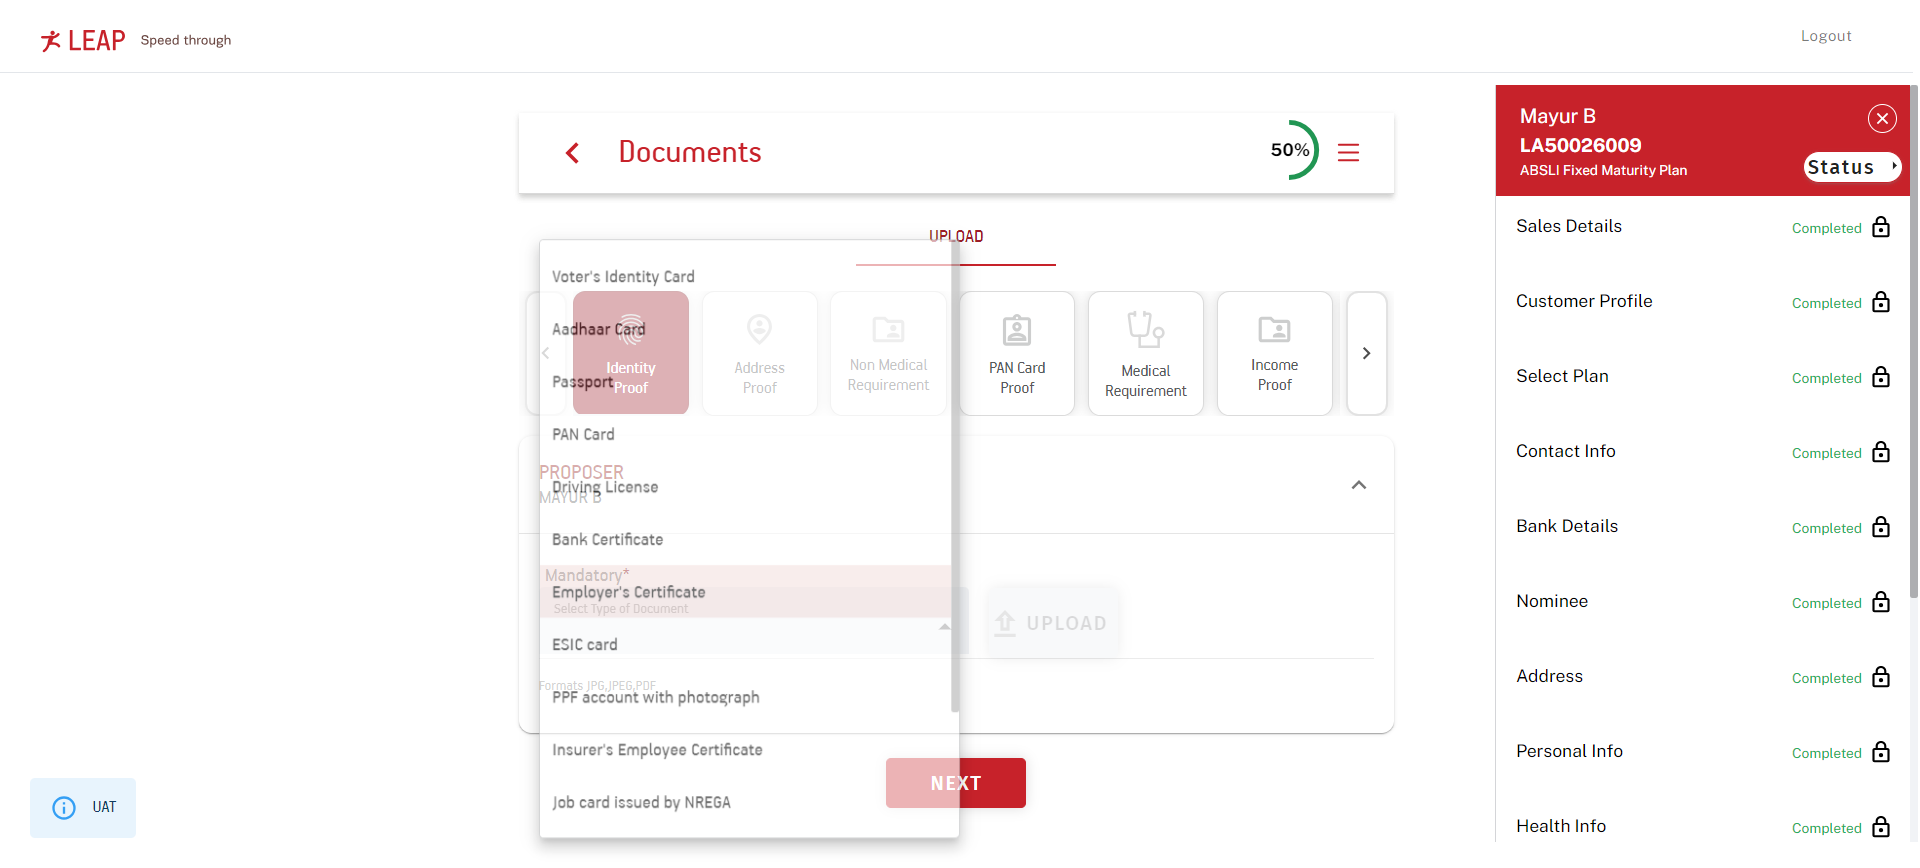 LEAP Speed through
Logout
Documents
50%
UPLOAD
Identity
Proof
Address
Proof
Non Medical
Requirement
PAN Card
Proof
Medical
Requirement
Income
Proof
PROPOSER
MAYUR B
Mandatory*
Select Type of Document
UPLOAD
Formats JPG,JPEG,PDF
NEXT
Voter's Identity Card
Aadhaar Card
Passport
PAN Card
Driving License
Bank Certificate
Employer's Certificate
ESIC card
PPF account with photograph
Insurer's Employee Certificate
Job card issued by NREGA
UAT
Mayur B
LA50026009
ABSLI Fixed Maturity Plan
Status
Sales Details Completed
Customer Profile Completed
Select Plan Completed
Contact Info Completed
Bank Details Completed
Nominee Completed
Address Completed
Personal Info Completed
Health Info Completed